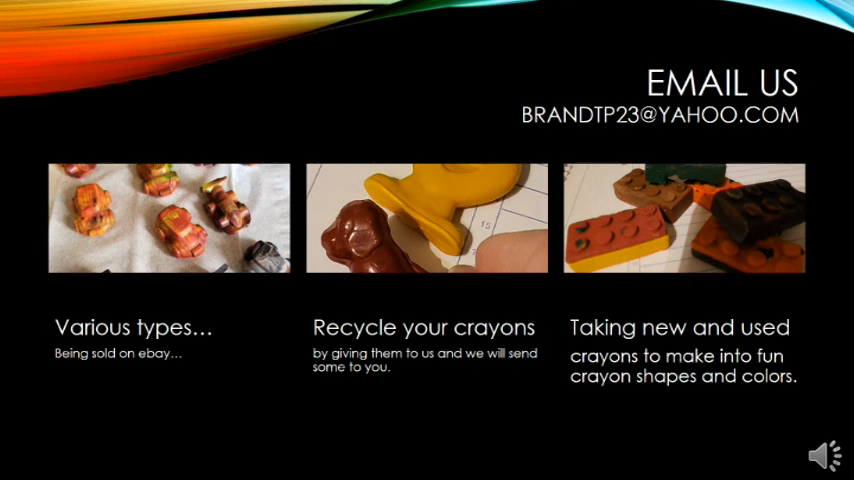 EMAIL US
BRANDTP23@YAHOO.COM
15
Various types...
Being sold on ebay...
Recycle your crayons
by giving them to us and we will send
some to you.
Taking new and used
crayons to make into fun
crayon shapes and colors.